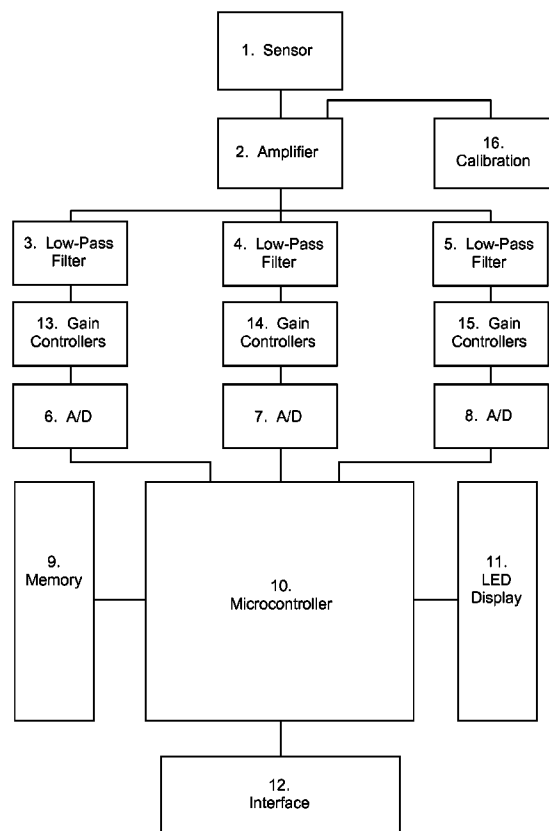 1. Sensor
2. Amplifier
16.
Calibration
3. Low-Pass
Filter
4. Low-Pass
Filter
5. Low-Pass
Filter
13. Gain
Controllers
14. Gain
Controllers
15. Gain
Controllers
6. A/D
7. A/D
8. A/D
9.
Memory
10.
Microcontroller
11.
LED
Display
12.
Interface